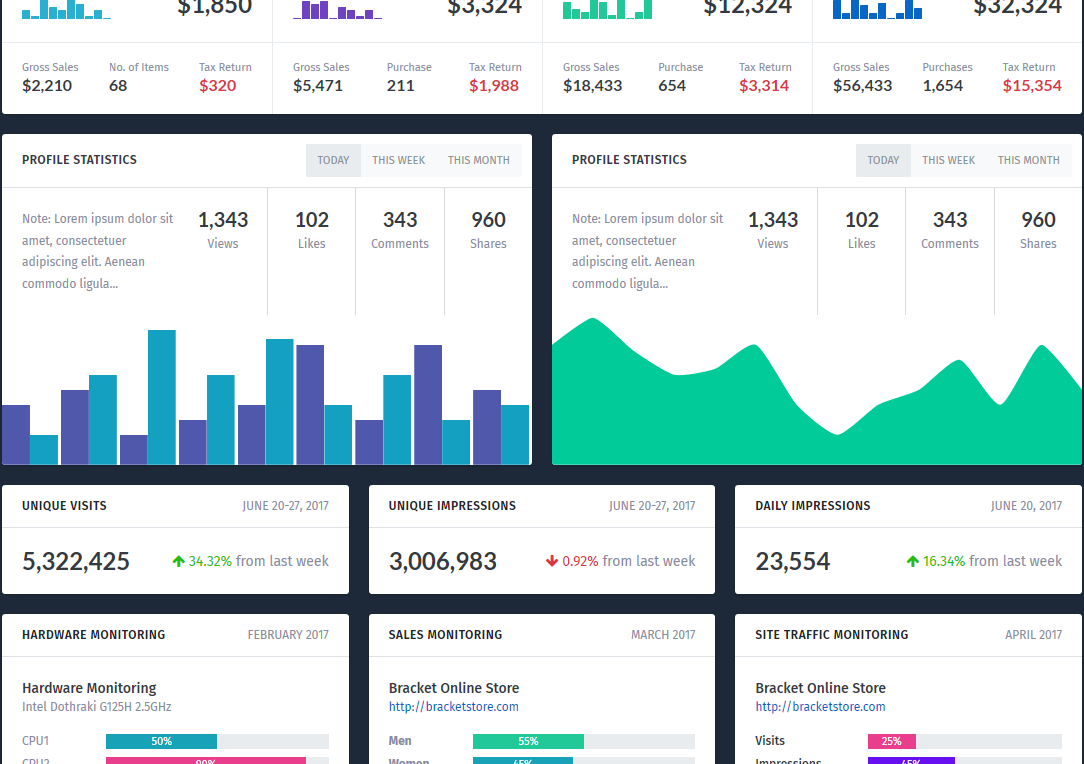 $1,850
$3,324
$12,324
$32,324
Gross Sales No. of Items Tax Return
$2,210 68 $320
Gross Sales Purchase Tax Return
$5,471 211 $1,988
Gross Sales Purchase Tax Return
$18,433 654 $3,314
Gross Sales Purchases Tax Return
$56,433 1,654 $15,354
PROFILE STATISTICS TODAY THIS WEEK THIS MONTH
Note: Lorem ipsum dolor sit
amet, consectetuer
adipiscing elit. Aenean
commodo ligula...
1,343 102 343 960
Views Likes Comments Shares
PROFILE STATISTICS TODAY THIS WEEK THIS MONTH
Note: Lorem ipsum dolor sit
amet, consectetuer
adipiscing elit. Aenean
commodo ligula...
1,343 102 343 960
Views Likes Comments Shares
UNIQUE VISITS JUNE 20-27, 2017
5,322,425 34.32% from last week
UNIQUE IMPRESSIONS JUNE 20-27, 2017
3,006,983 0.92% from last week
DAILY IMPRESSIONS JUNE 20, 2017
23,554 16.34% from last week
HARDWARE MONITORING FEBRUARY 2017
Hardware Monitoring
Intel Dothraki G125H 2.5GHz
CPU1 50%
CPU2 90%
SALES MONITORING MARCH 2017
Bracket Online Store
http://bracketstore.com
Men 55%
Women 45%
SITE TRAFFIC MONITORING APRIL 2017
Bracket Online Store
http://bracketstore.com
Visits 25%
Impressions 45%